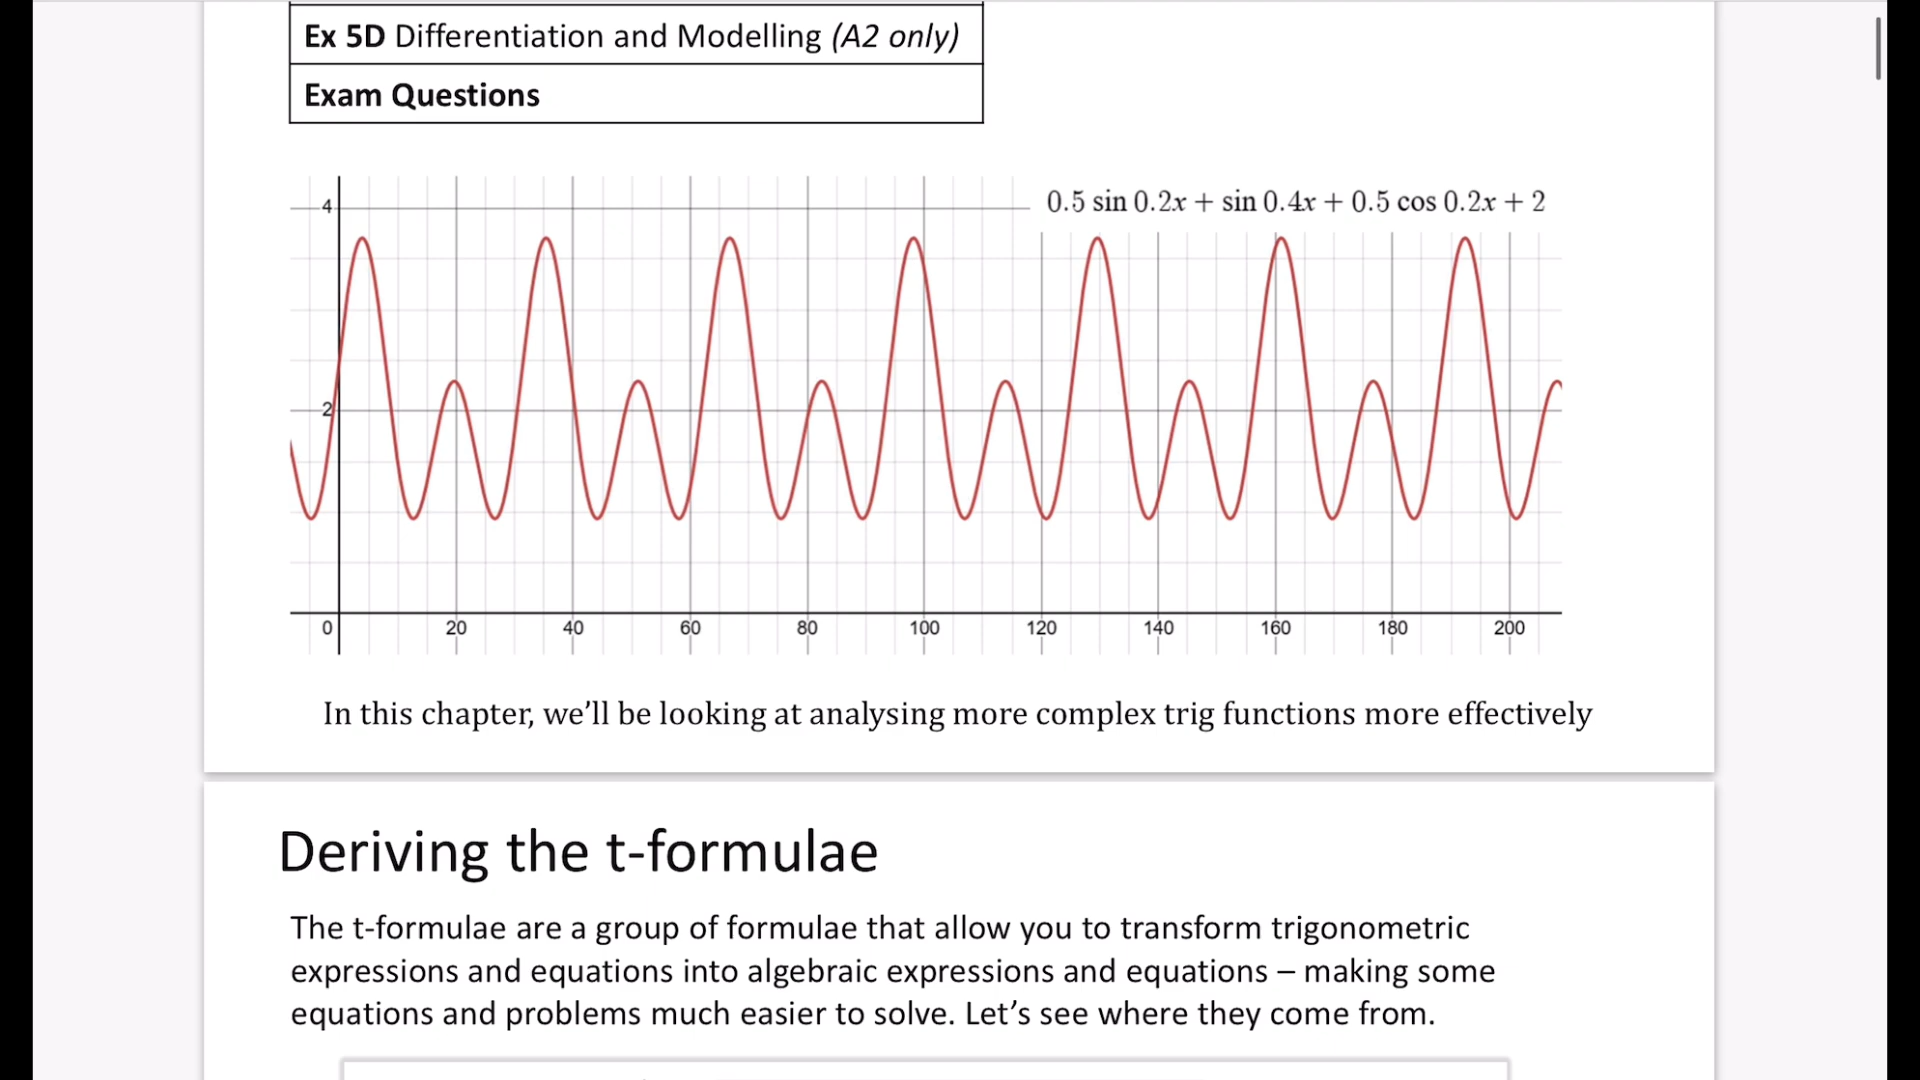 Ex 5D Differentiation and Modelling (A2 only)
Exam Questions
0.5 sin 0.2x + sin 0.4x + 0.5 cos 0.2x + 2
4
2
0 20 40 60 80 100 120 140 160 180 200
In this chapter, we’ll be looking at analysing more complex trig functions more effectively
Deriving the t-formulae
The t-formulae are a group of formulae that allow you to transform trigonometric
expressions and equations into algebraic expressions and equations – making some
equations and problems much easier to solve. Let’s see where they come from.